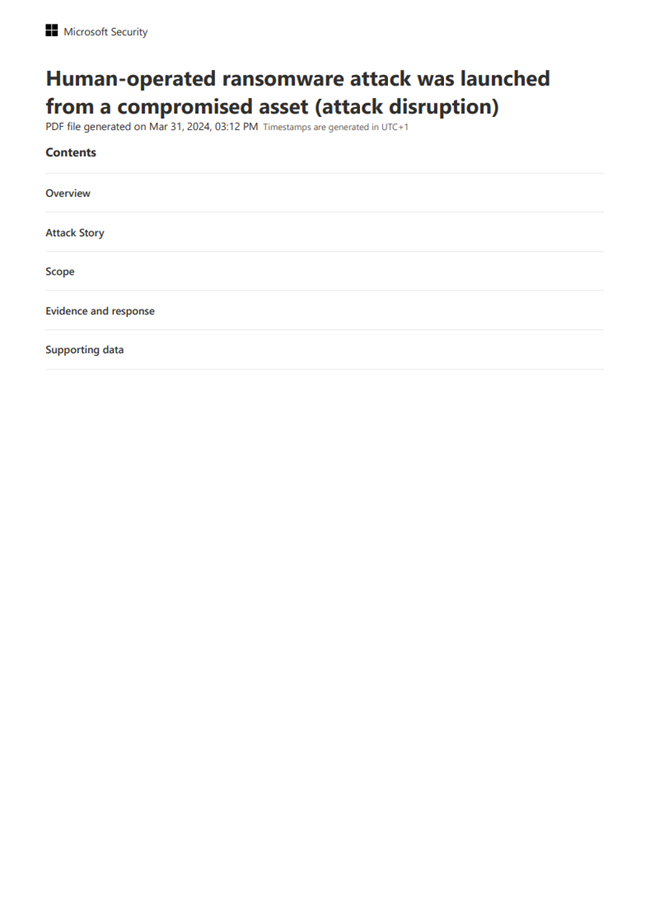 Microsoft Security
Human-operated ransomware attack was launched
from a compromised asset (attack disruption)
PDF file generated on Mar 31, 2024, 03:12 PM Timestamps are generated in UTC+1
Contents
Overview
Attack Story
Scope
Evidence and response
Supporting data